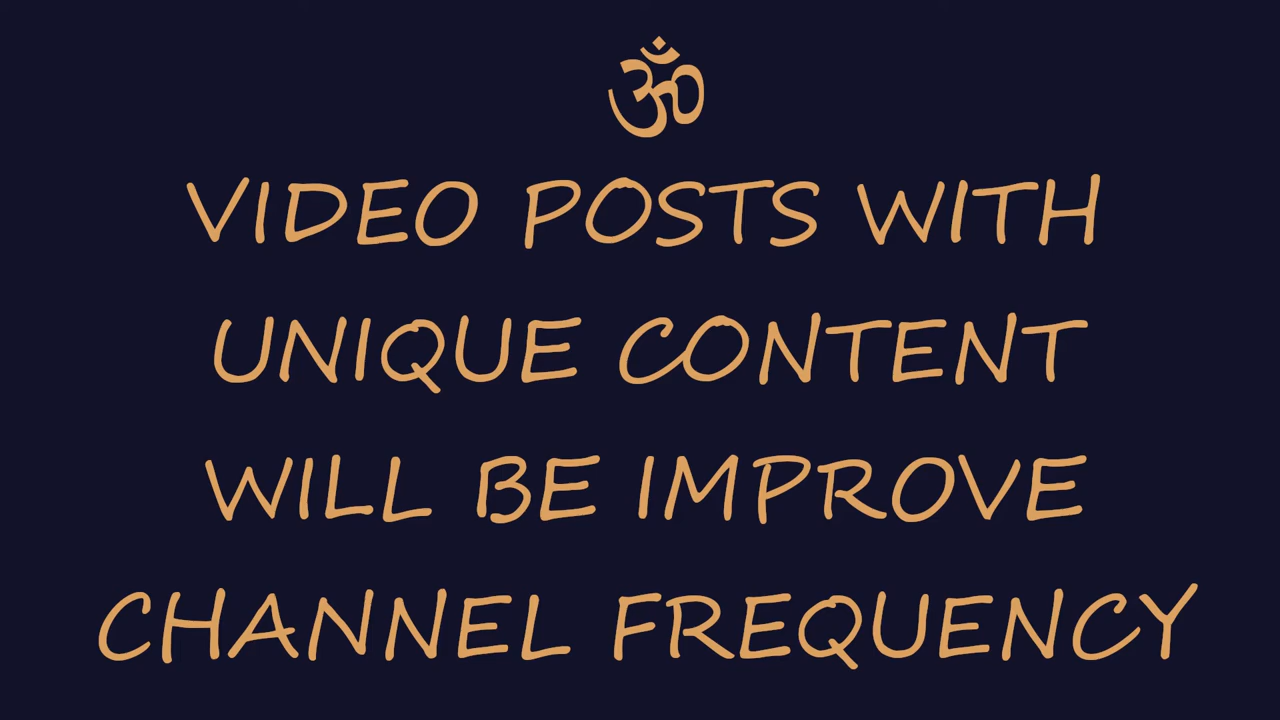 ॐ
VIDEO POSTS WITH
UNIQUE CONTENT
WILL BE IMPROVE
CHANNEL FREQUENCY